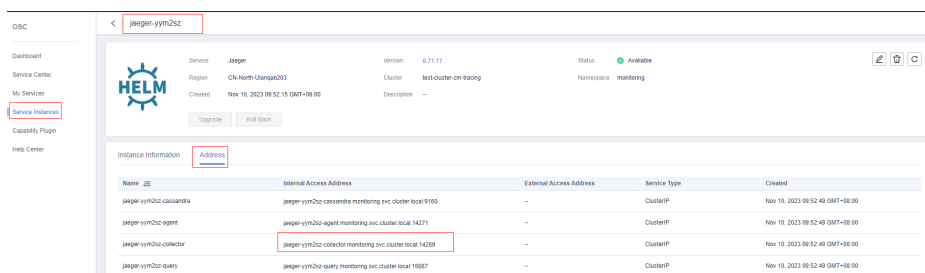 OSC
jaeger-yym2sz
Dashboard
Service Center
My Services
Service Instances
Capability Plugin
Help Center
HELM
Service Jaeger Version 0.71.17 Status Available
Region CN-North-Ulanqab203 Cluster test-cluster-cm-tracing Namespace monitoring
Created Nov 10, 2023 09:52:15 GMT+08:00 Description --
Upgrade Roll Back
Instance Information Address
Name Internal Access Address External Access Address Service Type Created
jaeger-yym2sz-cassandra jaeger-yym2sz-cassandra.monitoring.svc.cluster.local:9160 -- ClusterIP Nov 10, 2023 09:52:49 GMT+08:00
jaeger-yym2sz-agent jaeger-yym2sz-agent.monitoring.svc.cluster.local:14271 -- ClusterIP Nov 10, 2023 09:52:49 GMT+08:00
jaeger-yym2sz-collector jaeger-yym2sz-collector.monitoring.svc.cluster.local:14269 -- ClusterIP Nov 10, 2023 09:52:49 GMT+08:00
jaeger-yym2sz-query jaeger-yym2sz-query.monitoring.svc.cluster.local:16687 -- ClusterIP Nov 10, 2023 09:52:49 GMT+08:00